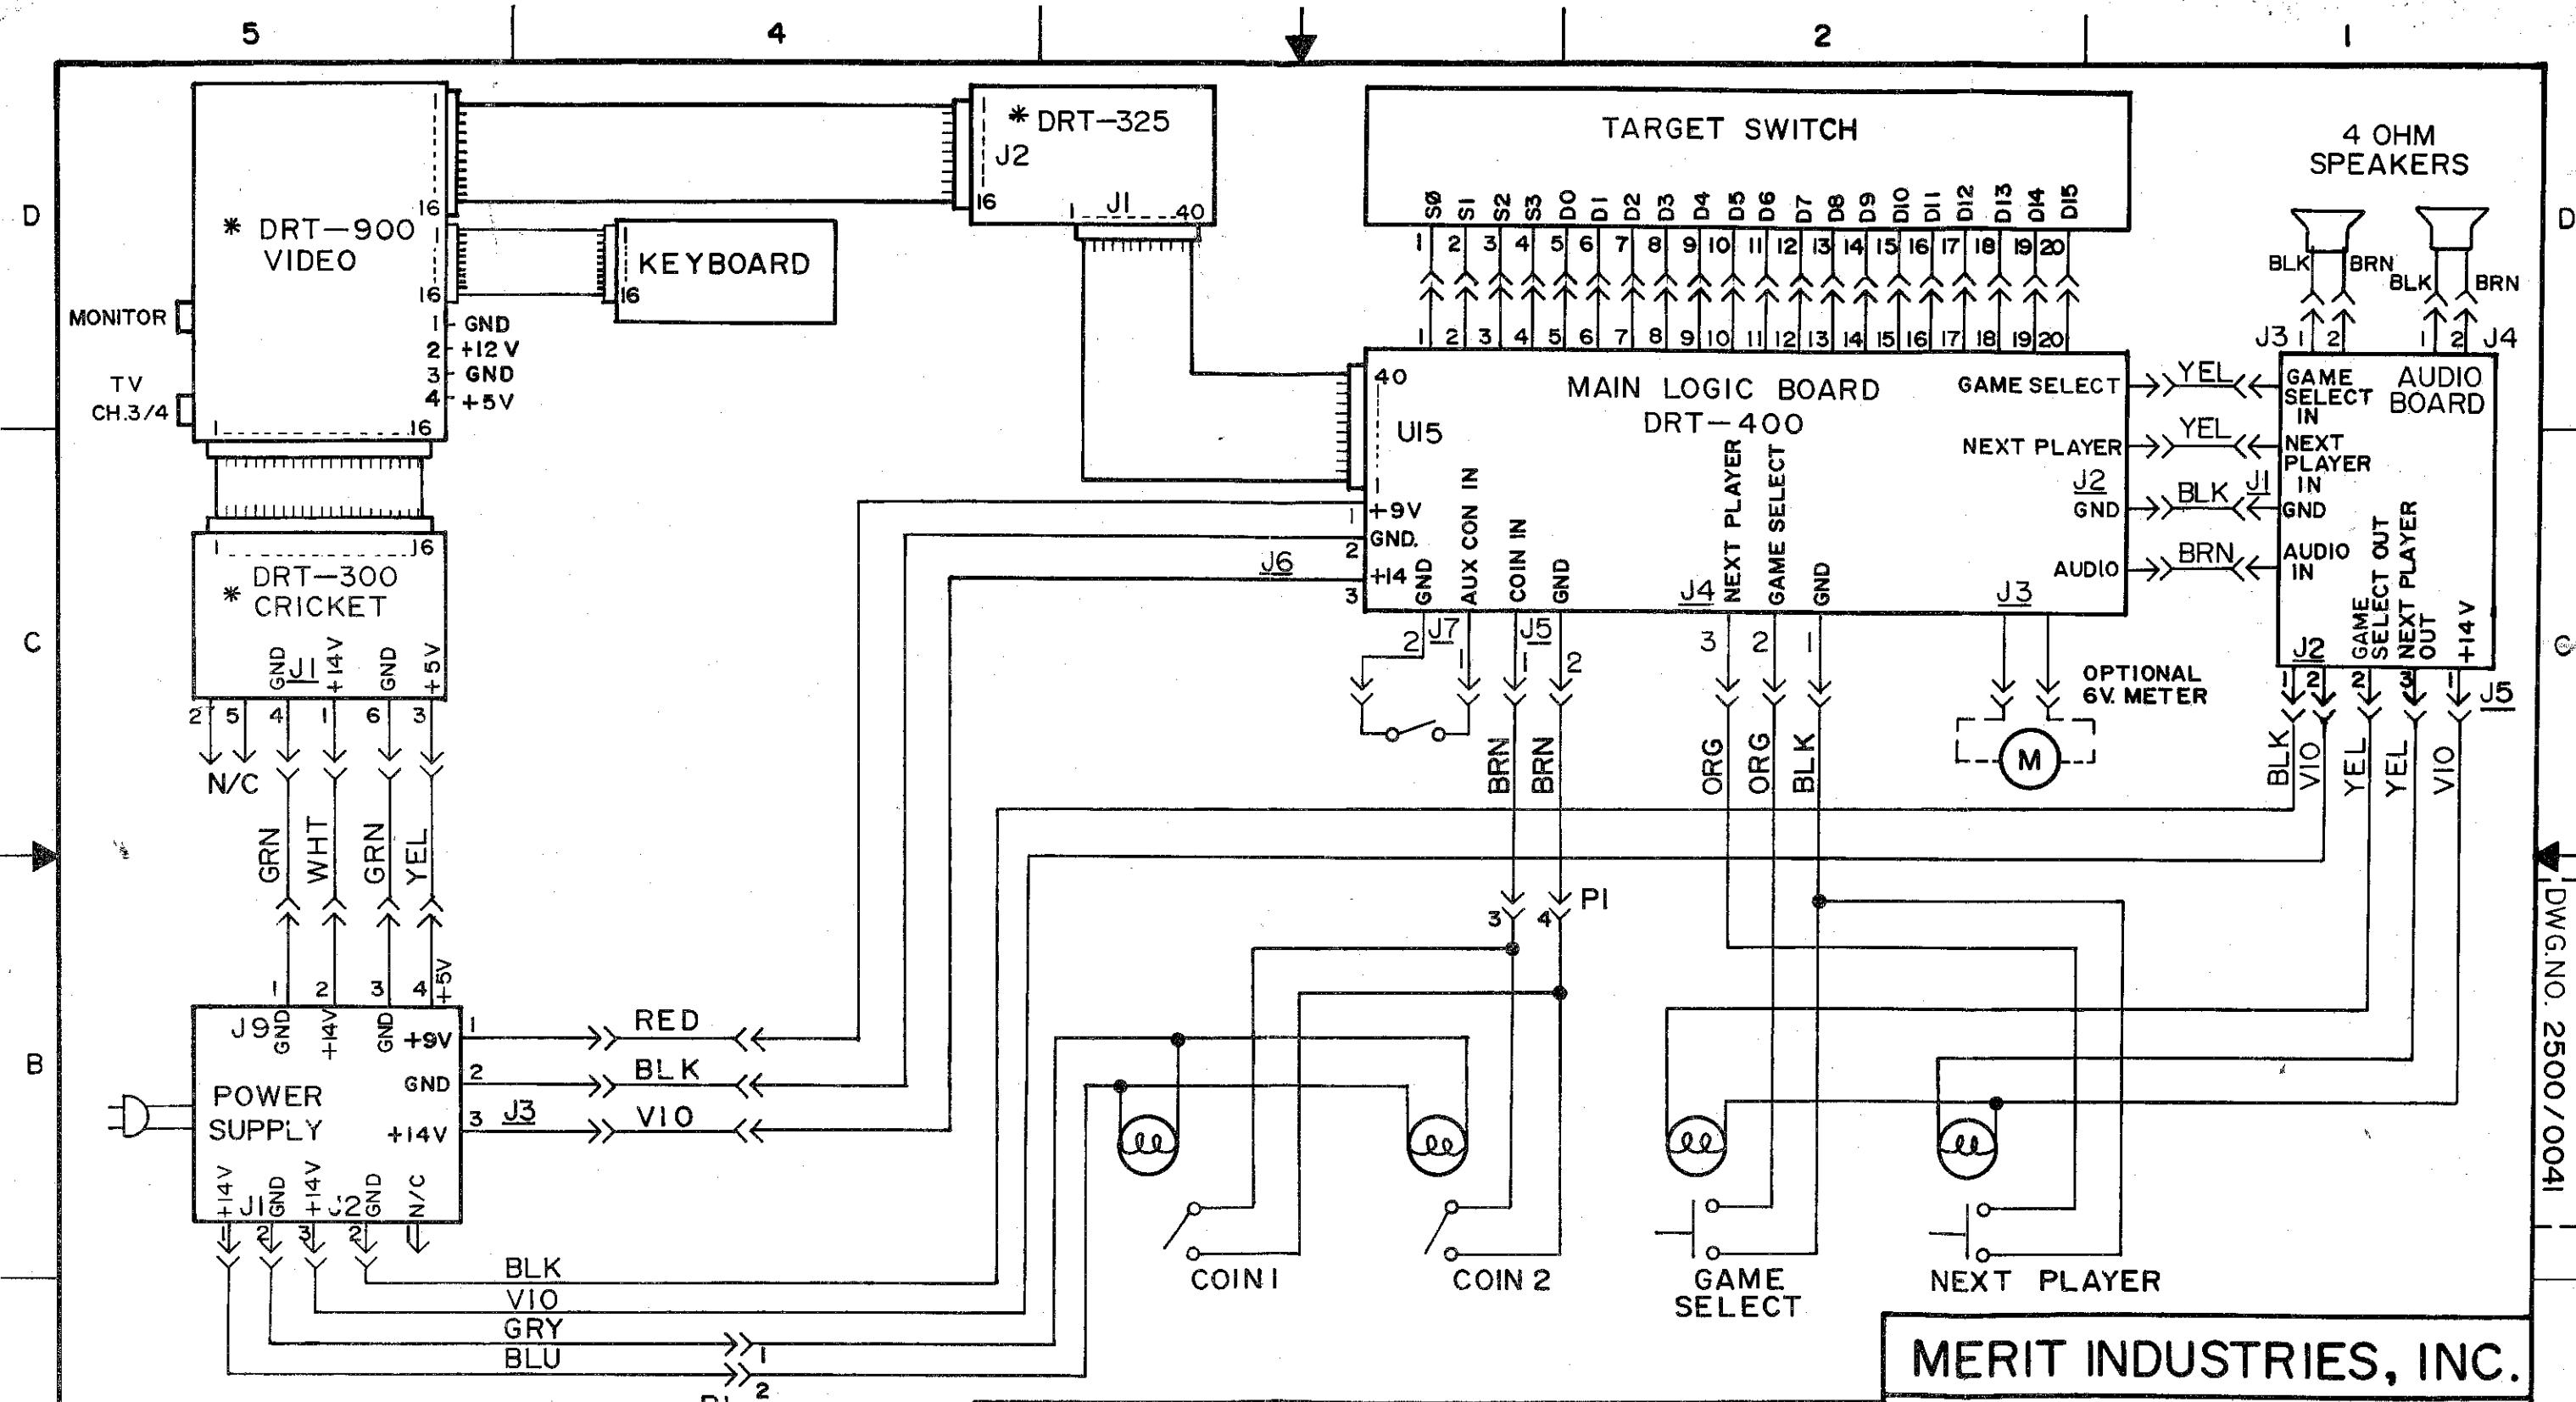 5
4
2
1
D
D
C
C
B
* DRT-900
VIDEO
1
16
1
16
MONITOR
TV
CH.3/4
1 GND
2 +12V
3 GND
4 +5V
1 16
KEYBOARD
1
16
* DRT-325
J2
1
16
J1
1 40
TARGET SWITCH
SØ S1 S2 S3 D0 D1 D2 D3 D4 D5 D6 D7 D8 D9 D10 D11 D12 D13 D14 D15
1 2 3 4 5 6 7 8 9 10 11 12 13 14 15 16 17 18 19 20
1 2 3 4 5 6 7 8 9 10 11 12 13 14 15 16 17 18 19 20
4 OHM
SPEAKERS
BLK BRN
BLK BRN
J3 1 2
1 2 J4
MAIN LOGIC BOARD
DRT-400
40
U15
1
+9V
1
GND.
2
+14
3
J6
GND
AUX CON IN
COIN IN
GND
NEXT PLAYER
GAME SELECT
GND
J4
J3
GAME SELECT
NEXT PLAYER
J2
GND
AUDIO
YEL
YEL
BLK
BRN
J1
AUDIO
BOARD
GAME
SELECT
IN
NEXT
PLAYER
IN
GND
AUDIO
IN
GAME
SELECT OUT
NEXT PLAYER
OUT
+14V
J2
1 2 2 3 1
J5
BLK
VIO
YEL
YEL
VIO
2 J7 1
J5
1 2
3 2 1
BRN
BRN
ORG
ORG
BLK
OPTIONAL
6V. METER
M
1 16
* DRT-300
CRICKET
GND
J1
+14V
GND
+5V
2 5 4 1 6 3
N/C
GRN
WHT
GRN
YEL
1 2 3 4
+5V
J9
GND
+14V
GND
+9V
GND
+14V
POWER
SUPPLY
1
2
3
J3
RED
BLK
VIO
+14V
J1
GND
+14V
J2
GND
N/C
1 2 3 2 1
BLK
VIO
GRY
BLU
1
2
3 4 P1
COIN 1
COIN 2
GAME
SELECT
NEXT PLAYER
DWG.NO. 2500/0041
MERIT INDUSTRIES, INC.